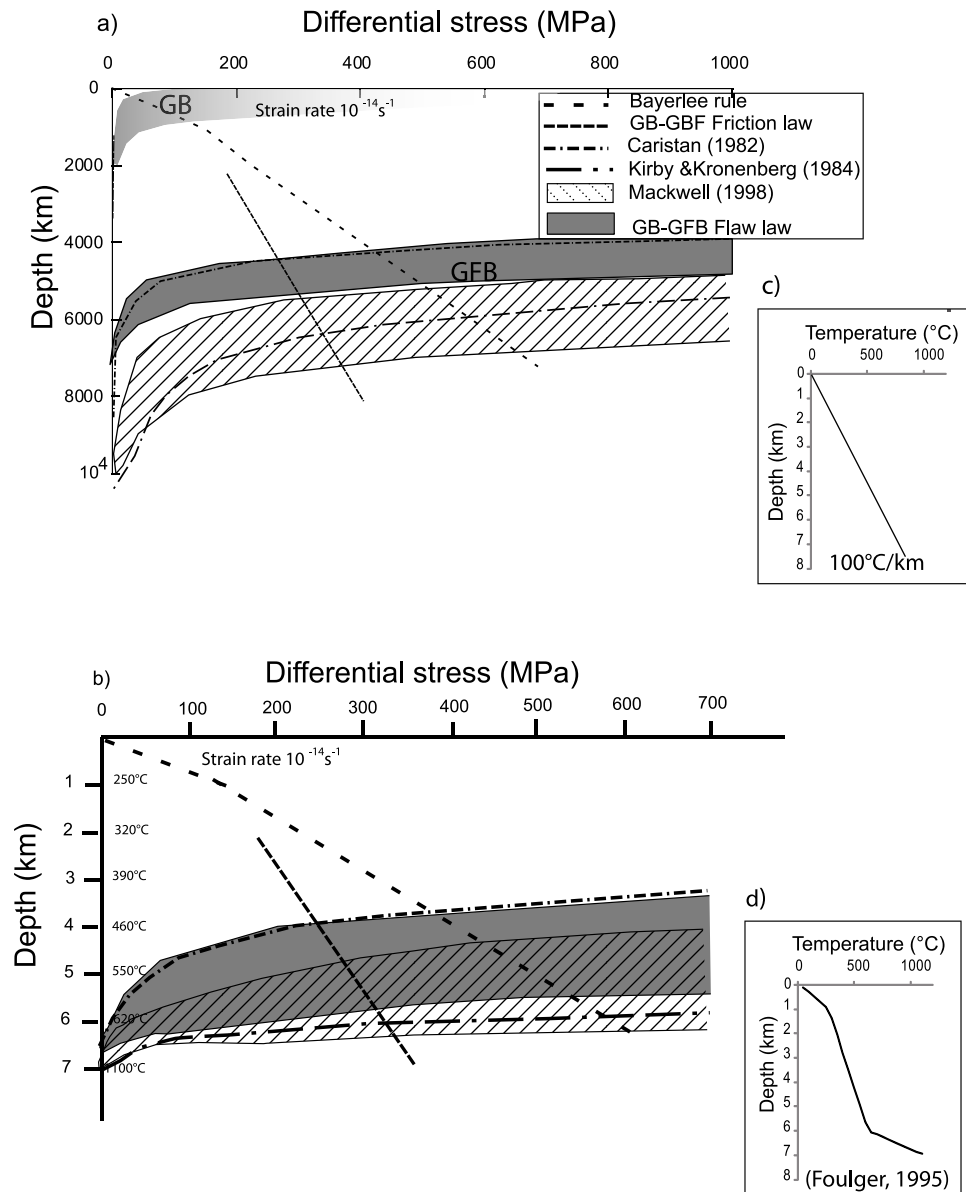 a)
Differential stress (MPa)
0 200 400 600 800 1000
0
2000
4000
6000
8000
10⁴
Depth (km)
GB
Strain rate 10 ⁻¹⁴s⁻¹
GFB
Bayerlee rule
GB-GBF Friction law
Caristan (1982)
Kirby &Kronenberg (1984)
Mackwell (1998)
GB-GFB Flaw law
c)
Temperature (°C)
0 500 1000
0
1
2
3
4
5
6
7
8
Depth (km)
100°C/km
b)
Differential stress (MPa)
0 100 200 300 400 500 600 700
Strain rate 10 ⁻¹⁴s⁻¹
1 250°C
2 320°C
3 390°C
4 460°C
5 550°C
6 620°C
7 1100°C
Depth (km)
d)
Temperature (°C)
0 500 1000
0
1
2
3
4
5
6
7
8
Depth (km)
(Foulger, 1995)